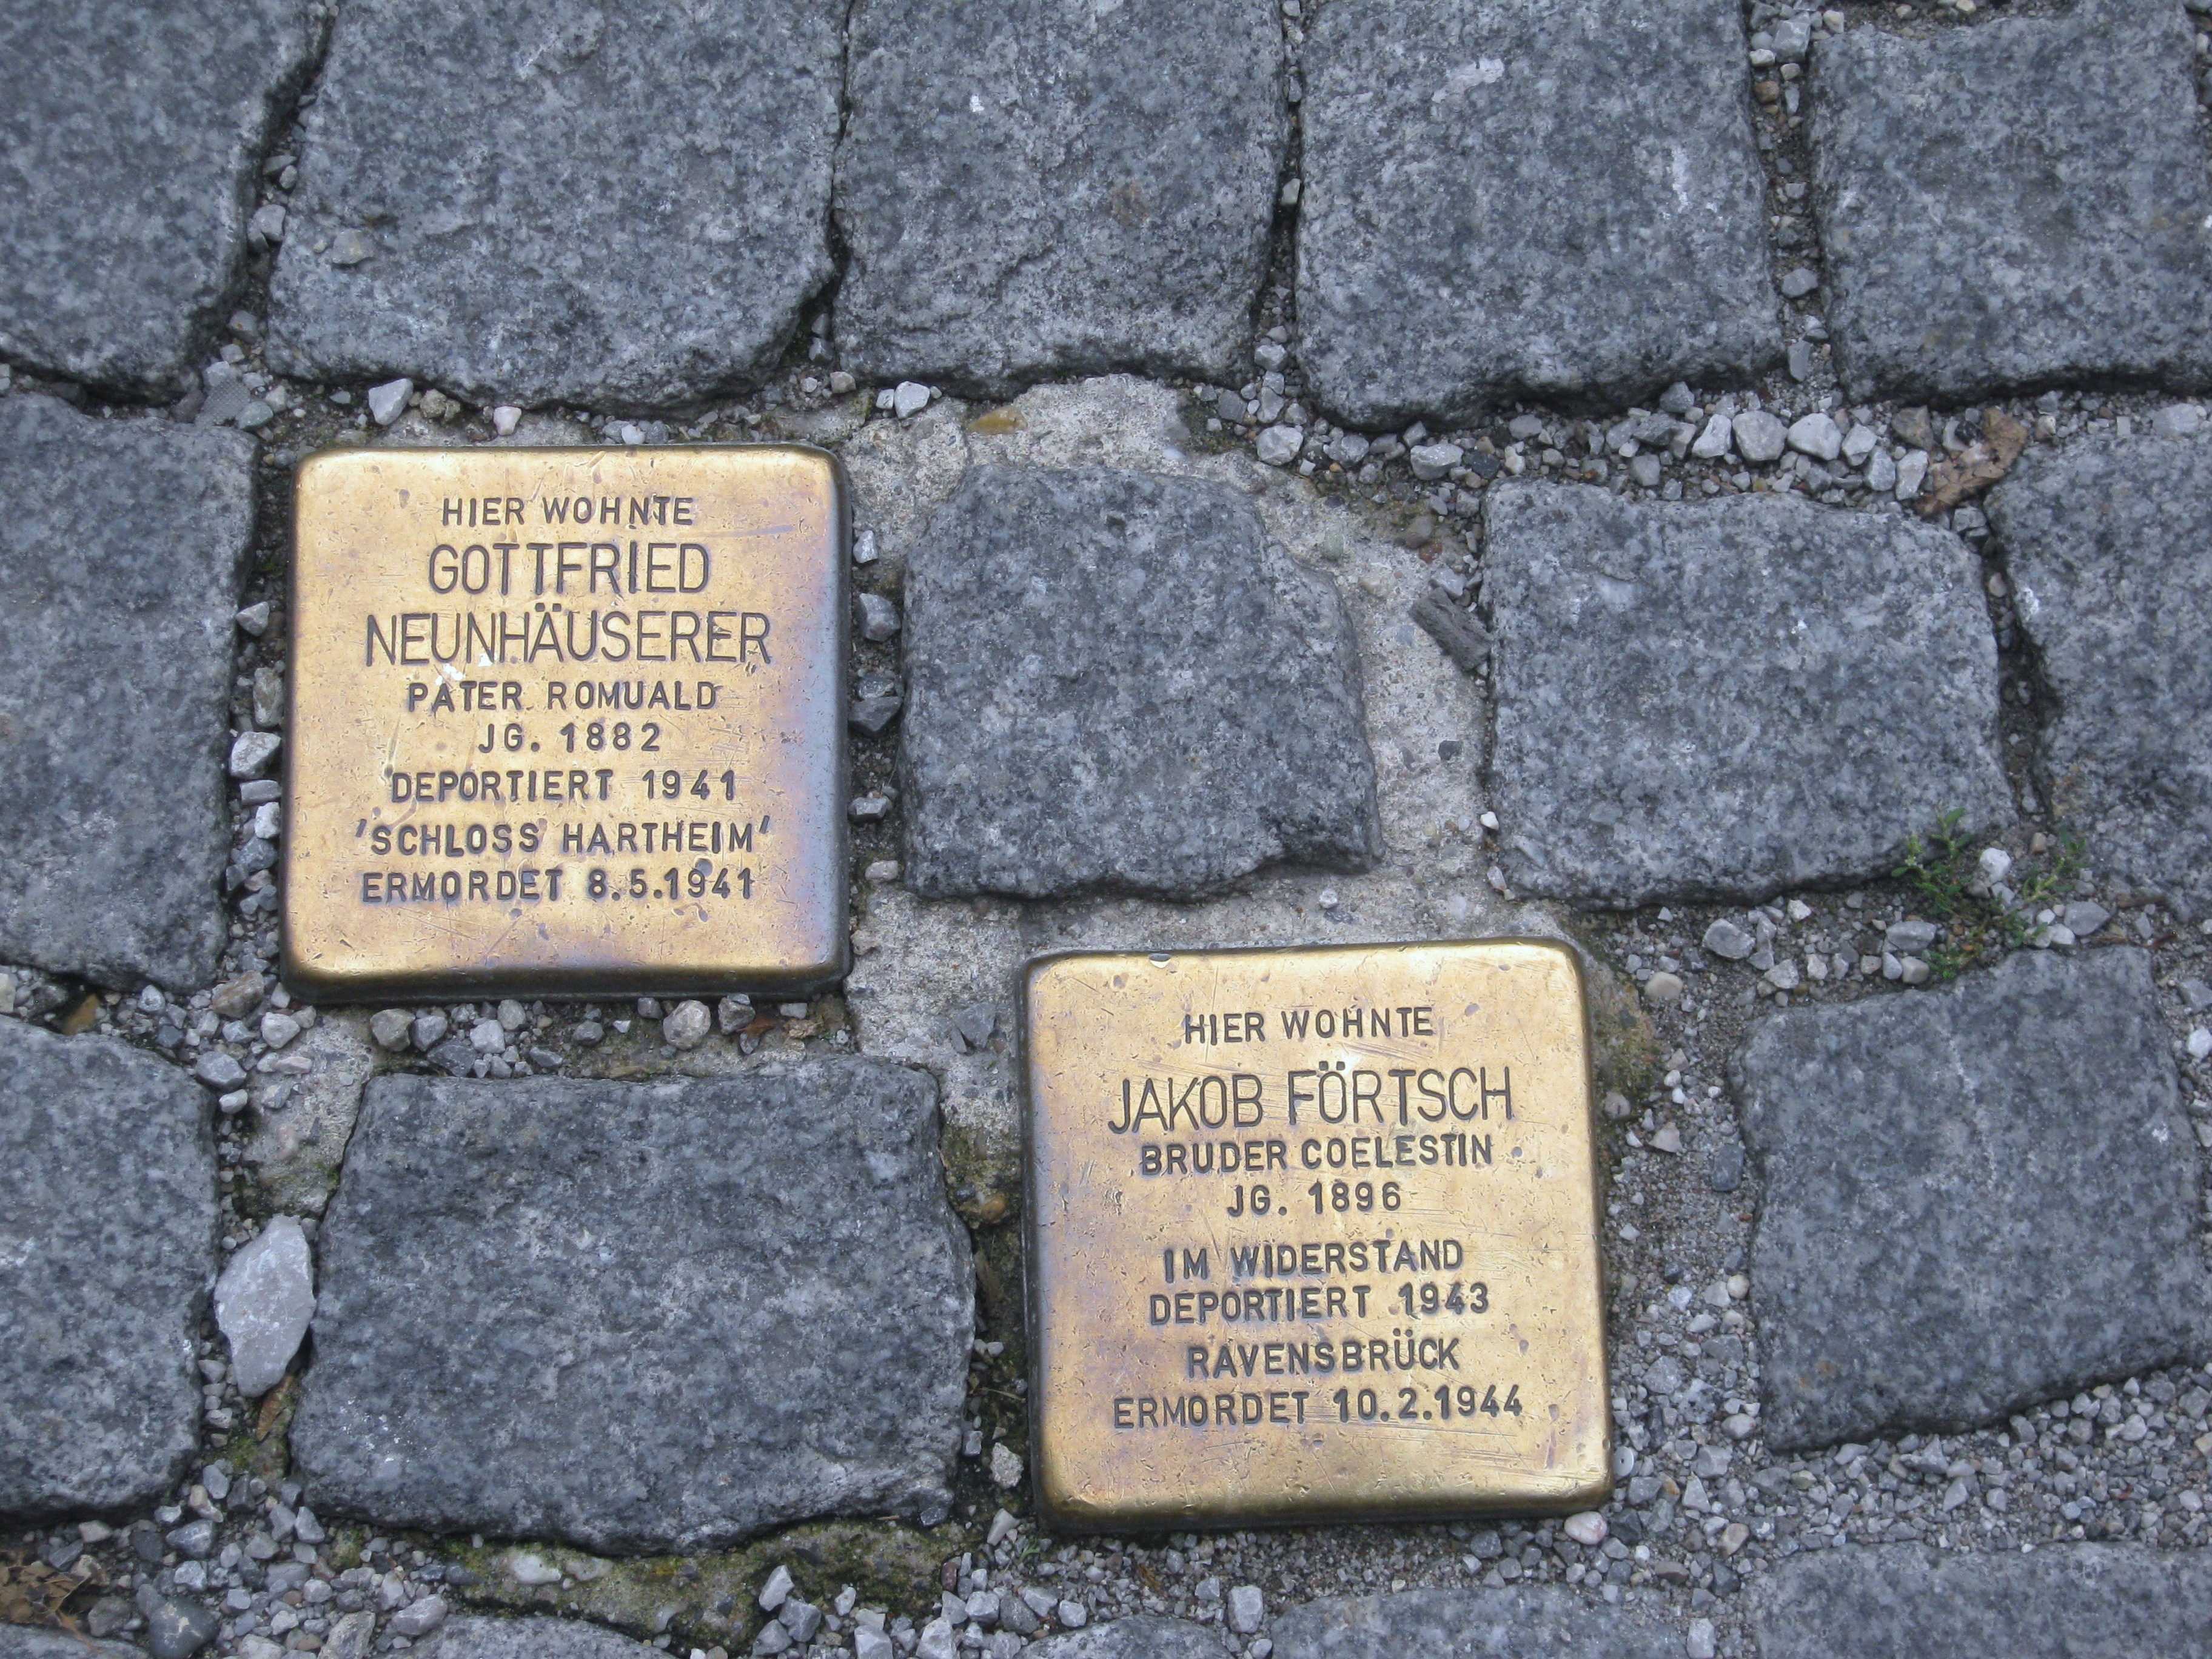 HIER WOHNTE
GOTTFRIED
NEUNHÄUSERER
PATER ROMUALD
JG. 1882
DEPORTIERT 1941
'SCHLOSS HARTHEIM'
ERMORDET 8.5.1941
HIER WOHNTE
JAKOB FÖRTSCH
BRUDER COELESTIN
JG. 1896
IM WIDERSTAND
DEPORTIERT 1943
RAVENSBRÜCK
ERMORDET 10.2.1944